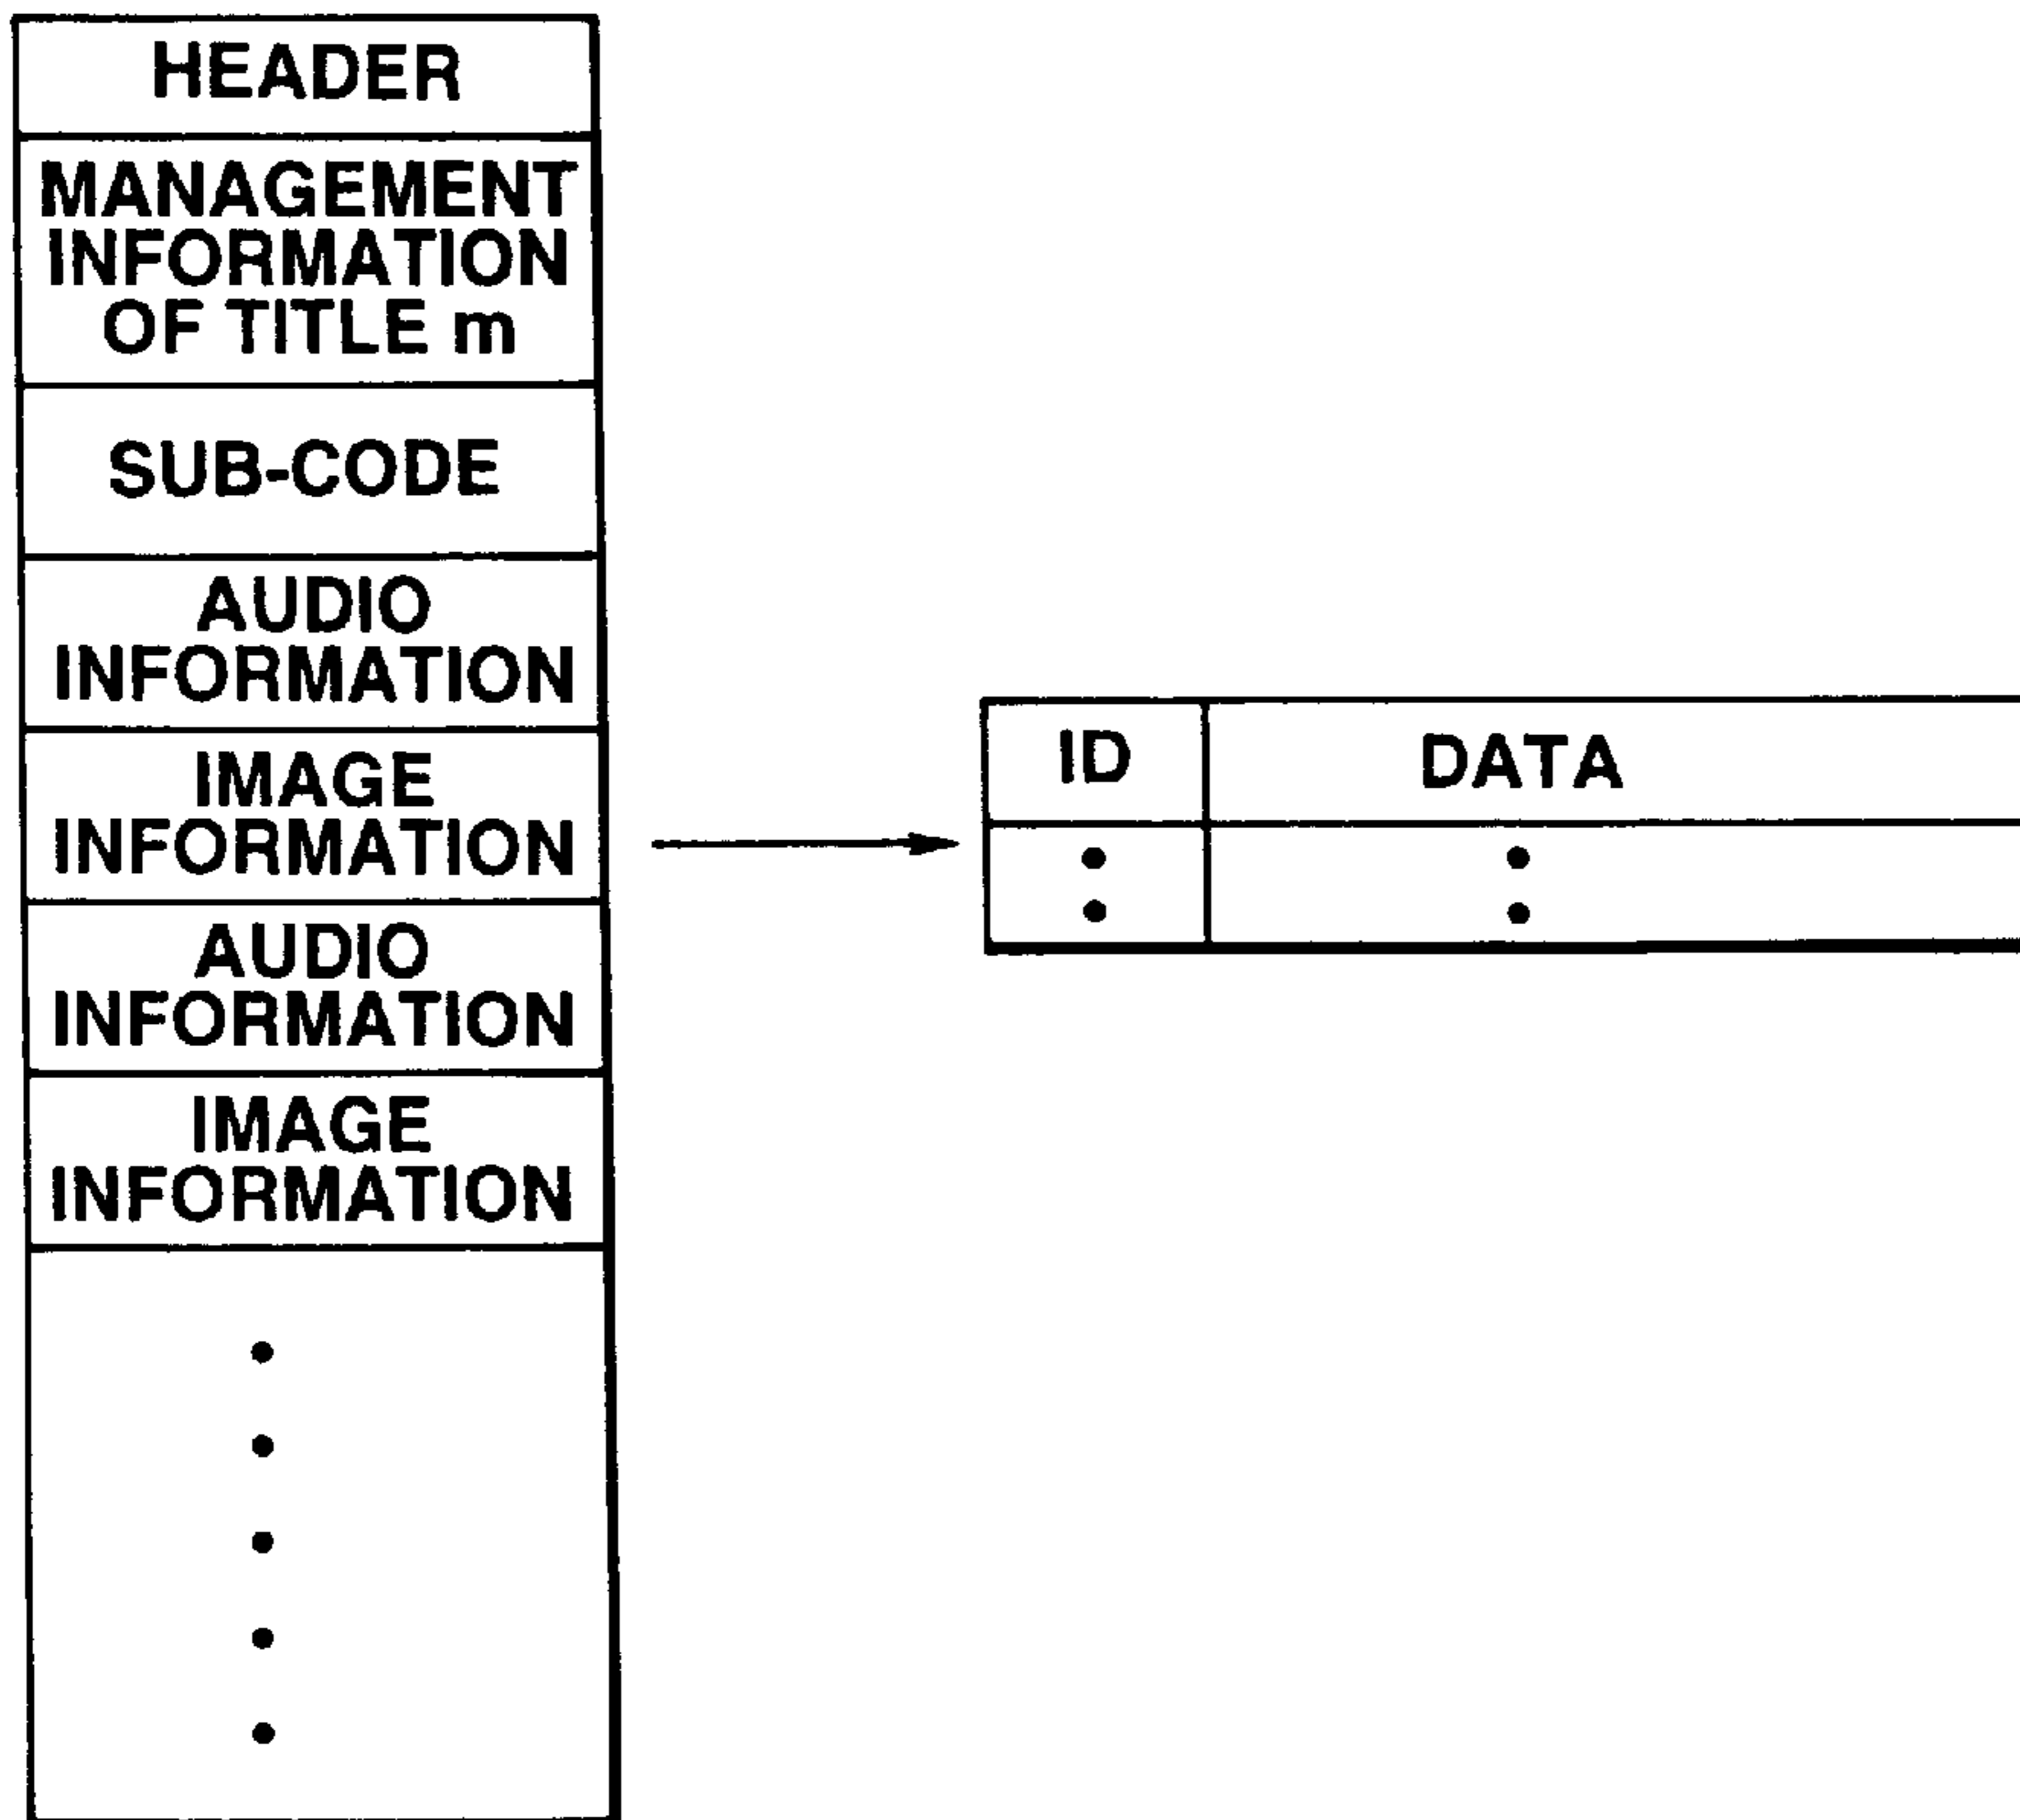 HEADER
MANAGEMENT
INFORMATION
OF TITLE m
SUB-CODE
AUDIO
INFORMATION
IMAGE
INFORMATION
AUDIO
INFORMATION
IMAGE
INFORMATION
ID DATA